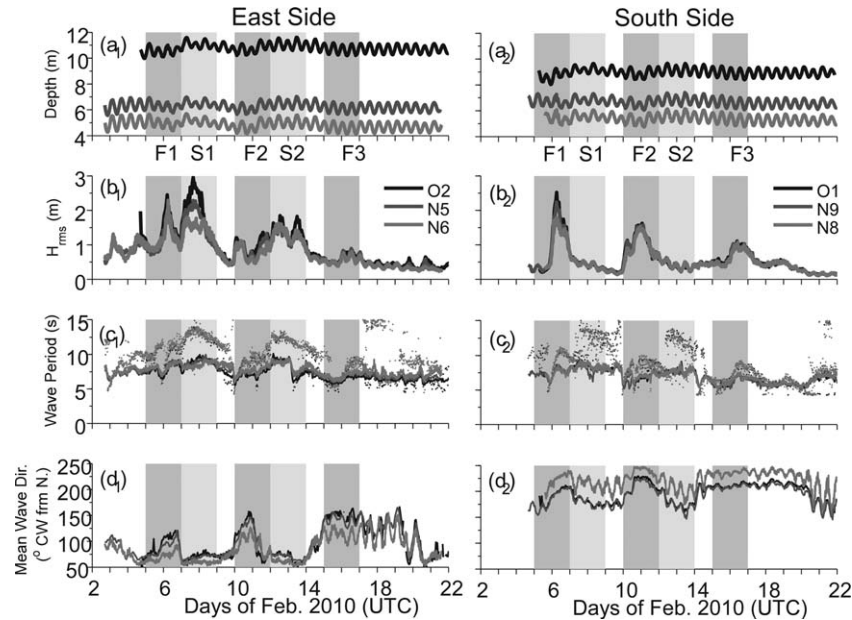 East Side
South Side
(a1)
(a2)
Depth (m)
12
10
8
6
4
F1 S1 F2 S2 F3
F1 S1 F2 S2 F3
(b1)
(b2)
Hrms (m)
3
2
1
0
O2
N5
N6
O1
N9
N8
(c1)
(c2)
Wave Period (s)
15
10
5
0
(d1)
(d2)
Mean Wave Dir.
(° CW frm N.)
250
200
150
100
50
2 6 10 14 18 22
2 6 10 14 18 22
Days of Feb. 2010 (UTC)
Days of Feb. 2010 (UTC)